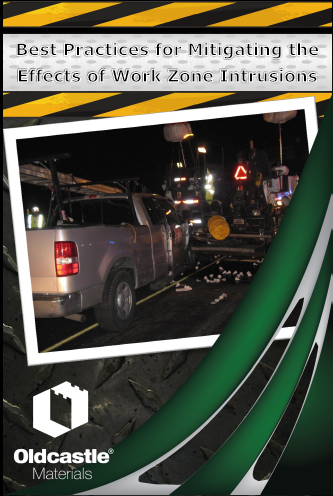 Best Practices for Mitigating the
Effects of Work Zone Intrusions
Oldcastle®
Materials